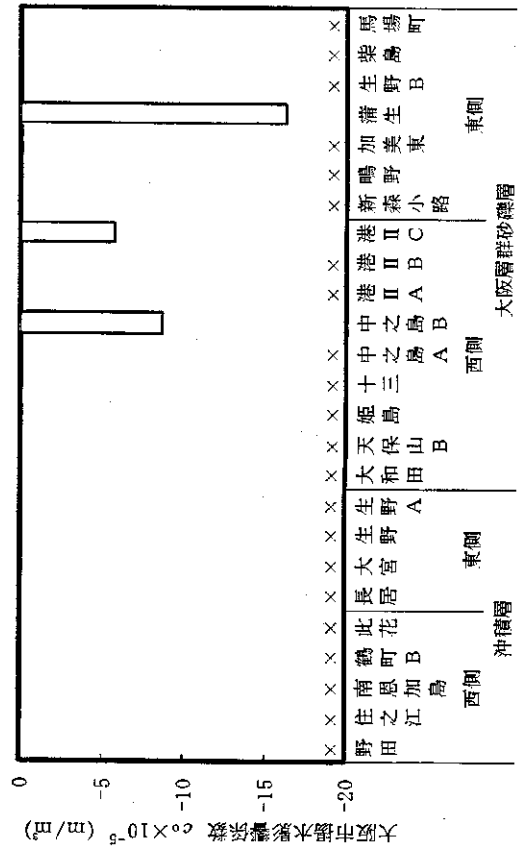 大阪市揚水影響係数 c₀×10⁻⁵ (m/m³)
0
-5
-10
-15
-20
野田
住之江
南恩加島
鶴町B
此花
長居
大宮
生野
生野A
大和田
天保山B
姫島
十三
中之島A
中之島B
港ⅡA
港ⅡB
港ⅡC
新森小路
鴫野
加美東
蒲生
生野B
柴島
馬場町
西側
東側
西側
東側
沖積層
大阪層群砂礫層